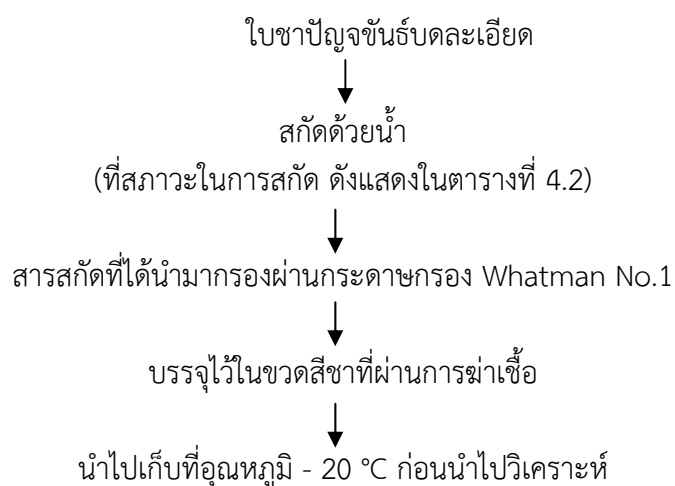 ใบชาปัญจขันธ์บดละเอียด
สกัดด้วยน้ำ
(ที่สภาวะในการสกัด ดังแสดงในตารางที่ 4.2)
สารสกัดที่ได้นำมากรองผ่านกระดาษกรอง Whatman No.1
บรรจุไว้ในขวดสีชาที่ผ่านการฆ่าเชื้อ
นำไปเก็บที่อุณหภูมิ - 20 °C ก่อนนำไปวิเคราะห์